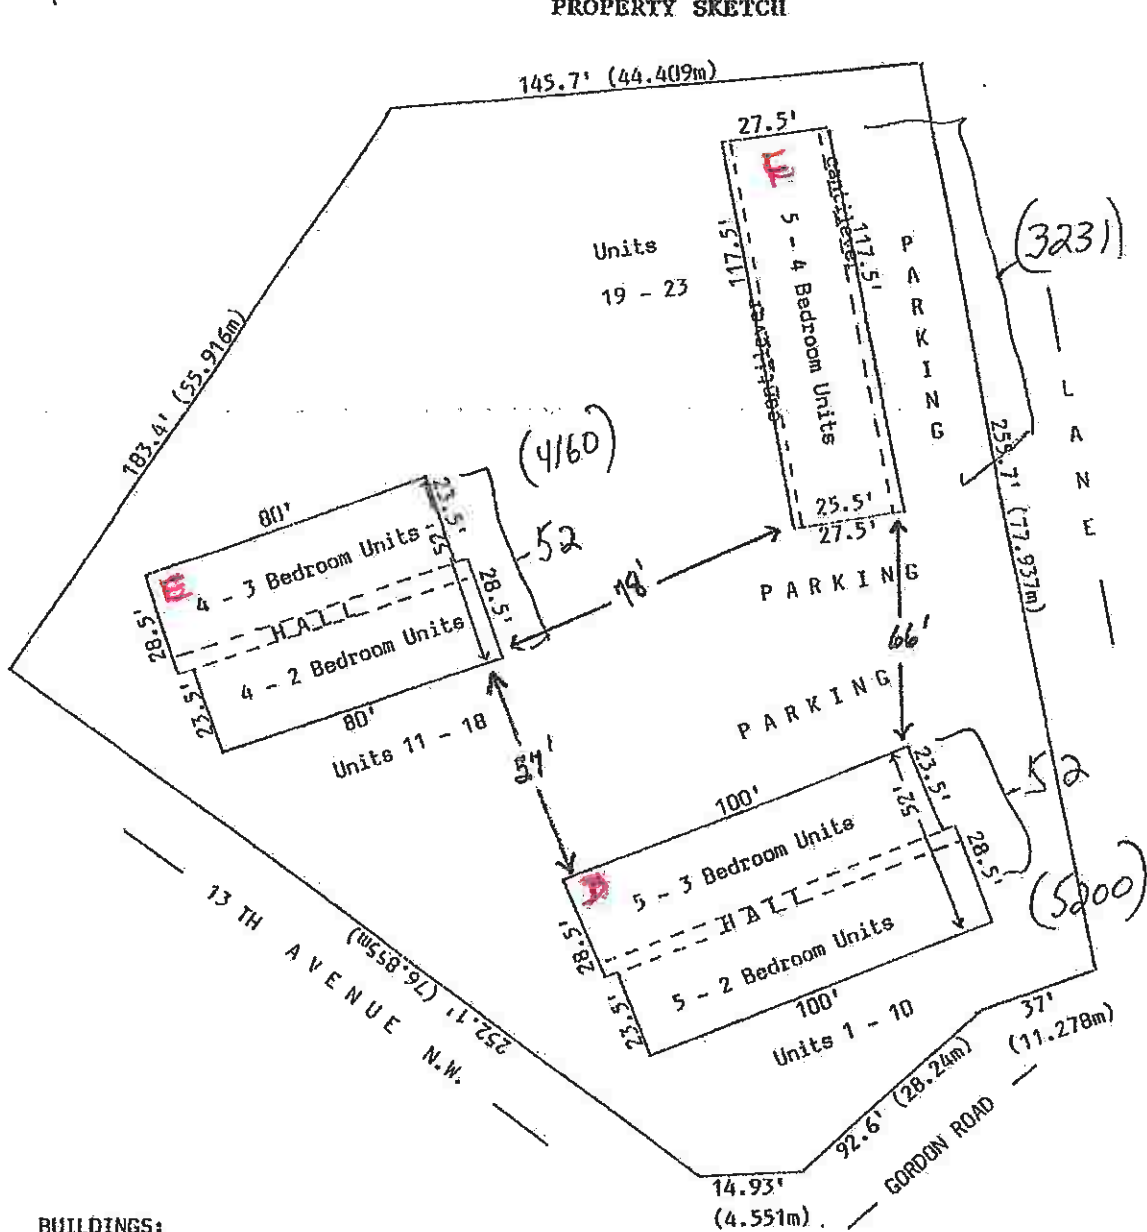 PROPERTY SKETCH
145.7' (44.409m)
27.5'
F
cantilever
117.5'
117.5'
cantilever
5 - 4 Bedroom Units
PARKING
(3231)
Units
19 - 23
LANE
183.4' (55.916m)
255.7' (77.937m)
25.5'
27.5'
(4160)
80'
23.5'
52
52
E
4 - 3 Bedroom Units
HALL
28.5'
28.5'
4 - 2 Bedroom Units
23.5'
80'
Units 11 - 18
78'
PARKING
66'
PARKING
57'
100'
23.5'
52
52'
D
5 - 3 Bedroom Units
HALL
28.5'
28.5'
(5200)
5 - 2 Bedroom Units
23.5'
100'
Units 1 - 10
13 TH AVENUE N.W.
252.1' (76.855m)
37'
(11.278m)
92.6' (28.24m)
GORDON ROAD
14.93'
(4.551m)
BUILDINGS: